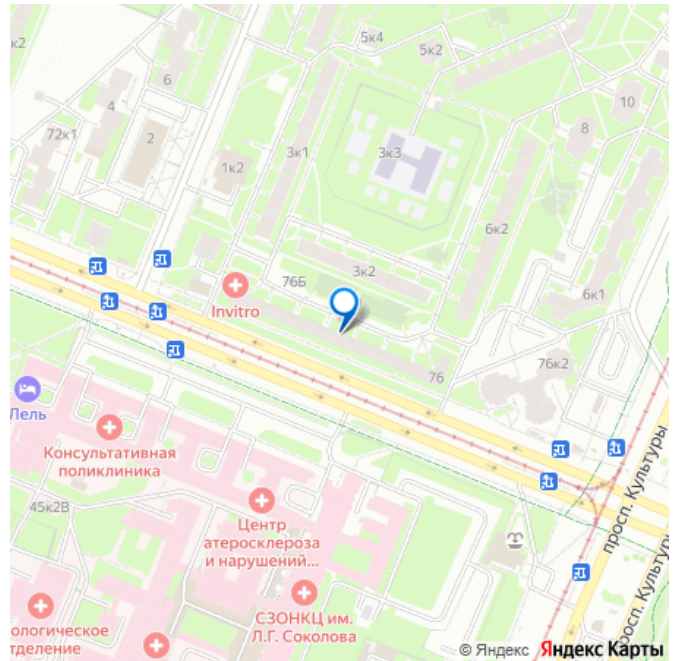 к2
5к4
5к2
6
4
10
8
72к1
2
3к1
3к3
1к2
6к2
76Б
3к2
Invitro
6к1
76
76к2
Лель
Консультативная
поликлиника
просп. Культуры
45к2В
Центр
атеросклероза
и нарушений...
СЗОНКЦ им.
Л.Г. Соколова
ологическое
тделение
просп. Культуры
© Яндекс Яндекс Карты